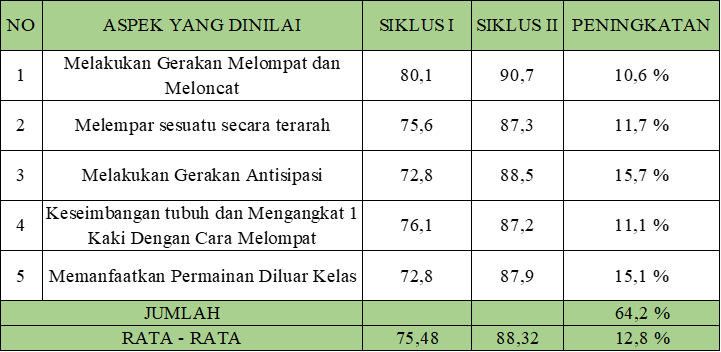 NO ASPEK YANG DINILAI SIKLUS I SIKLUS II PENINGKATAN
1 Melakukan Gerakan Melompat dan
Meloncat 80,1 90,7 10,6 %
2 Melempar sesuatu secara terarah 75,6 87,3 11,7 %
3 Melakukan Gerakan Antisipasi 72,8 88,5 15,7 %
4 Keseimbangan tubuh dan Mengangkat 1
Kaki Dengan Cara Melompat 76,1 87,2 11,1 %
5 Memanfaatkan Permainan Diluar Kelas 72,8 87,9 15,1 %
JUMLAH 64,2 %
RATA - RATA 75,48 88,32 12,8 %